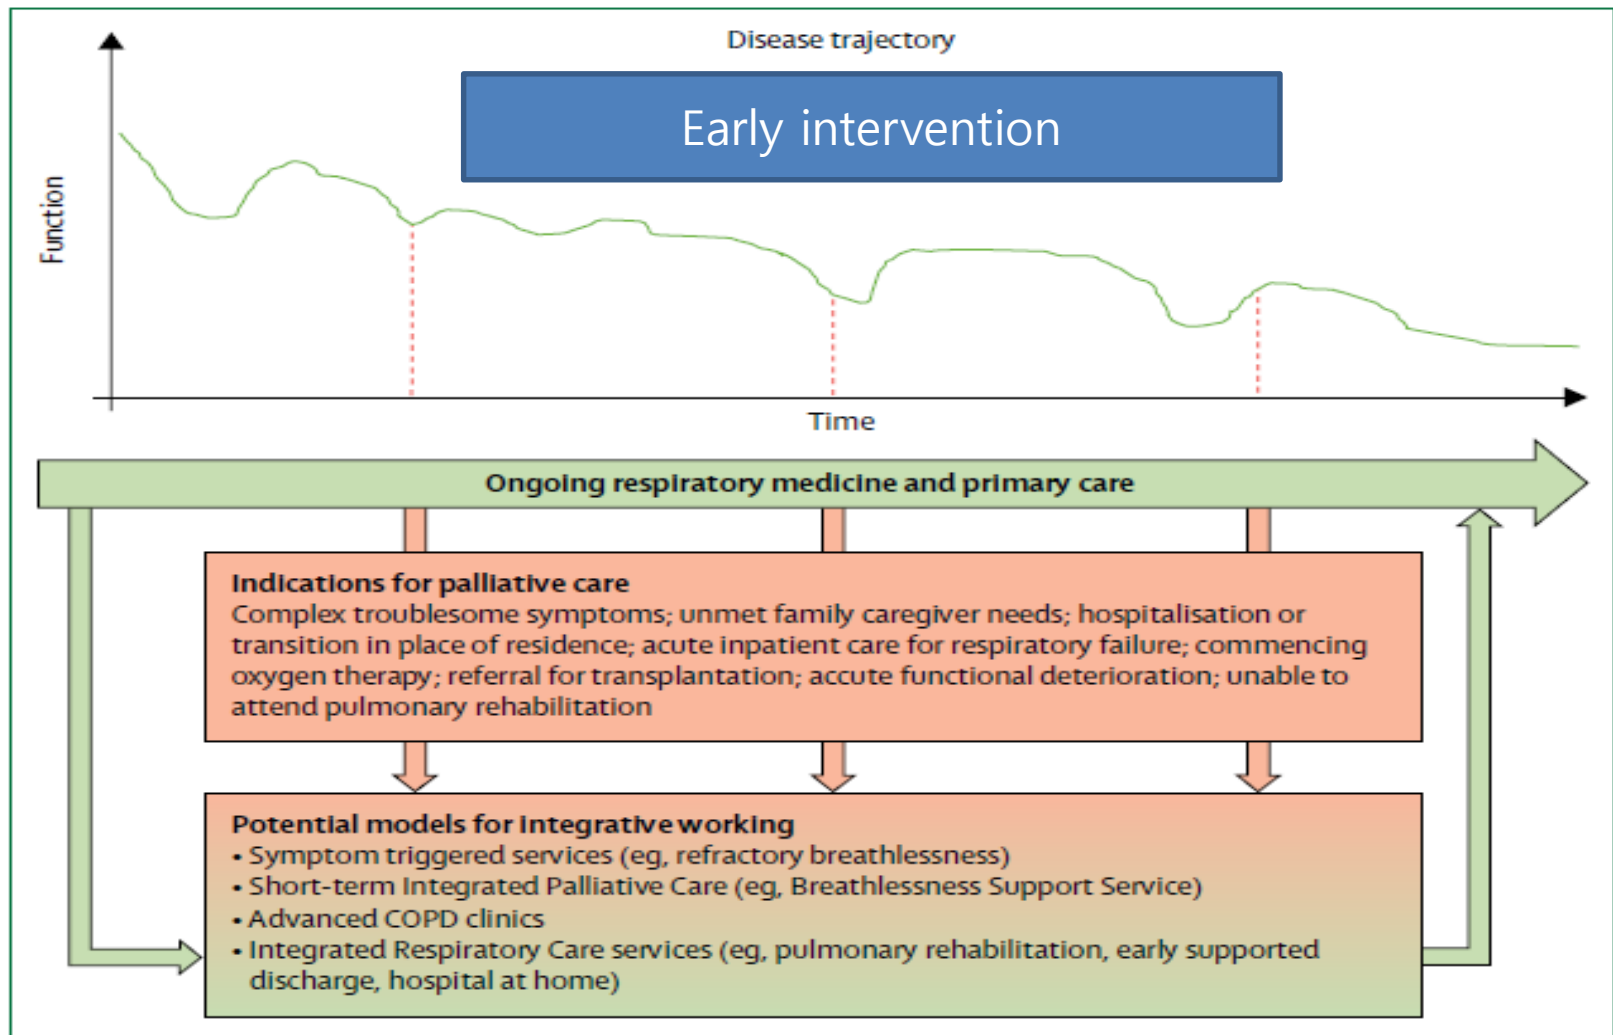 Disease trajectory
Early intervention
Function
Time
Ongoing respiratory medicine and primary care
Indications for palliative care
Complex troublesome symptoms; unmet family caregiver needs; hospitalisation or
transition in place of residence; acute inpatient care for respiratory failure; commencing
oxygen therapy; referral for transplantation; accute functional deterioration; unable to
attend pulmonary rehabilitation
Potential models for integrative working
• Symptom triggered services (eg, refractory breathlessness)
• Short-term Integrated Palliative Care (eg, Breathlessness Support Service)
• Advanced COPD clinics
• Integrated Respiratory Care services (eg, pulmonary rehabilitation, early supported
discharge, hospital at home)